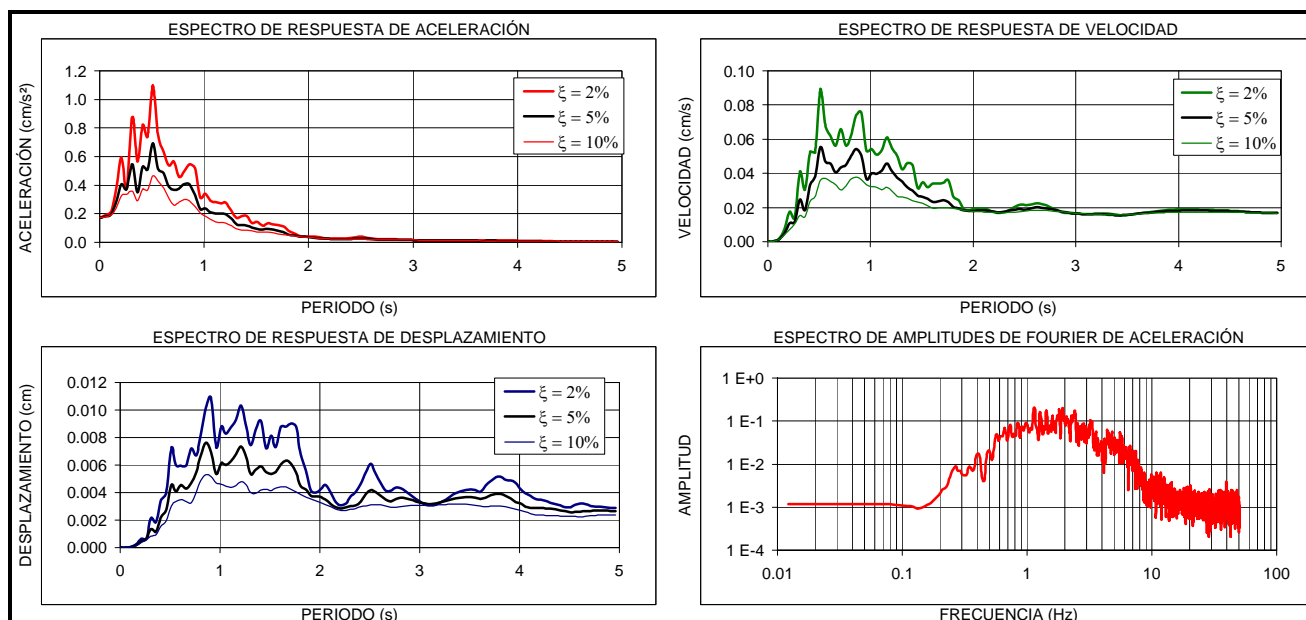 ESPECTRO DE RESPUESTA DE ACELERACIÓN
ACELERACIÓN (cm/s²)
1.2
1.0
0.8
0.6
0.4
0.2
0.0
0 1 2 3 4 5
PERIODO (s)
ξ = 2%
ξ = 5%
ξ = 10%
ESPECTRO DE RESPUESTA DE VELOCIDAD
VELOCIDAD (cm/s)
0.10
0.08
0.06
0.04
0.02
0.00
0 1 2 3 4 5
PERIODO (s)
ξ = 2%
ξ = 5%
ξ = 10%
ESPECTRO DE RESPUESTA DE DESPLAZAMIENTO
DESPLAZAMIENTO (cm)
0.012
0.010
0.008
0.006
0.004
0.002
0.000
0 1 2 3 4 5
PERIODO (s)
ξ = 2%
ξ = 5%
ξ = 10%
ESPECTRO DE AMPLITUDES DE FOURIER DE ACELERACIÓN
AMPLITUD
1 E+0
1 E-1
1 E-2
1 E-3
1 E-4
0.01 0.1 1 10 100
FRECUENCIA (Hz)